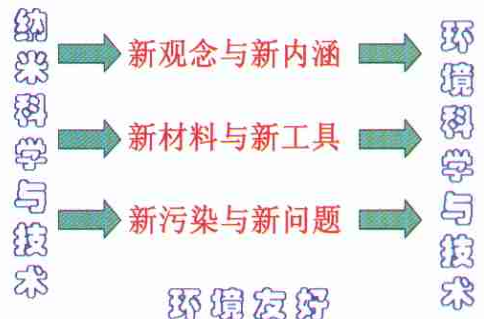 纳米科学与技术
新观念与新内涵
新材料与新工具
新污染与新问题
环境科学与技术
环境友好